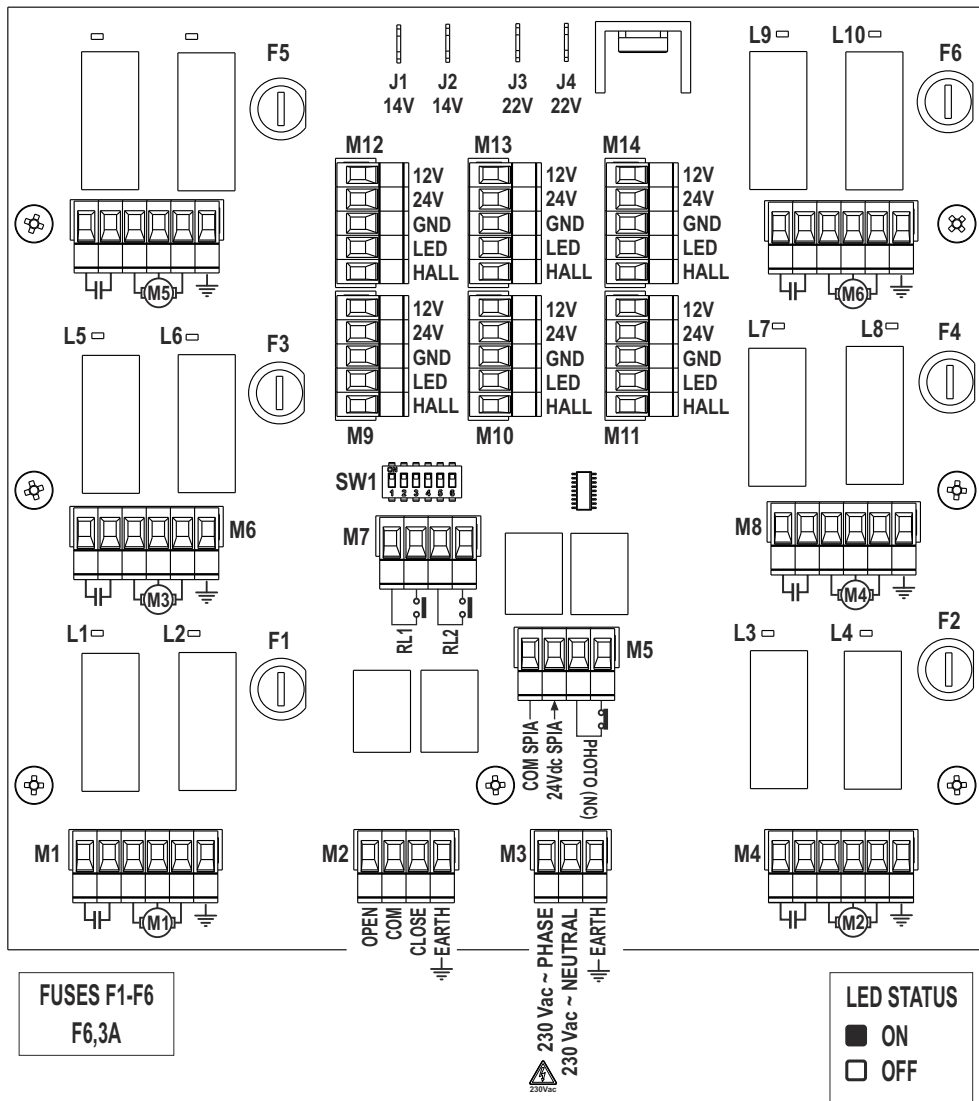 F5
J1
14V
J2
14V
J3
22V
J4
22V
L9
L10
F6
M12
M13
M14
12V
24V
GND
LED
HALL
12V
24V
GND
LED
HALL
12V
24V
GND
LED
HALL
M5
M6
12V
24V
GND
LED
HALL
12V
24V
GND
LED
HALL
12V
24V
GND
LED
HALL
M9
M10
M11
L5
L6
F3
L7
L8
F4
SW1
ON
1 2 3 4 5 6
M6
M3
M7
RL1
RL2
M8
M4
L1
L2
F1
M5
COM SPIA
24Vdc SPIA
PHOTO (NC)
L3
L4
F2
M1
M1
M2
OPEN
COM
CLOSE
EARTH
M3
230 Vac ~ PHASE
230 Vac ~ NEUTRAL
EARTH
230Vac
M4
M2
FUSES F1-F6
F6,3A
LED STATUS
ON
OFF